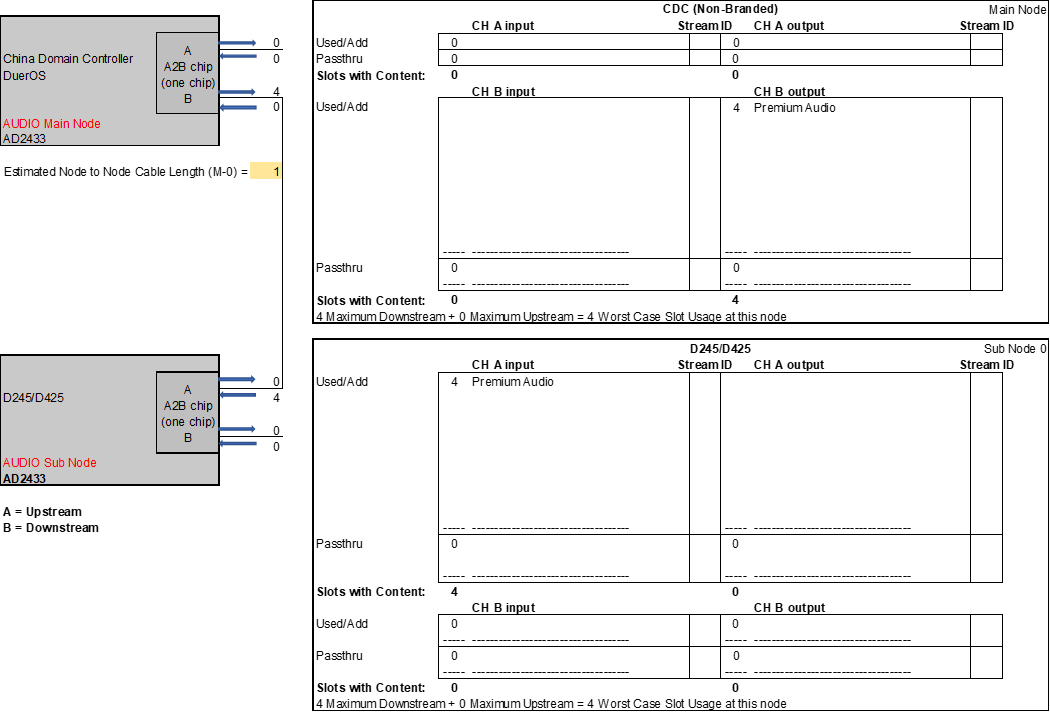 China Domain Controller
DuerOS
A
A2B chip
(one chip)
B
0
0
4
0
AUDIO Main Node
AD2433
Estimated Node to Node Cable Length (M-0) = 1
CDC (Non-Branded) Main Node
CH A input Stream ID CH A output Stream ID
Used/Add 0 0
Passthru 0 0
Slots with Content: 0 0
CH B input CH B output
Used/Add 4 Premium Audio
----- ----------------------------------- ----- -----------------------------------
Passthru 0 0
----- ----------------------------------- ----- -----------------------------------
Slots with Content: 0 4
4 Maximum Downstream + 0 Maximum Upstream = 4 Worst Case Slot Usage at this node
D245/D425
A
A2B chip
(one chip)
B
0
4
0
0
AUDIO Sub Node
AD2433
A = Upstream
B = Downstream
D245/D425 Sub Node 0
CH A input Stream ID CH A output Stream ID
Used/Add 4 Premium Audio
----- ----------------------------------- ----- -----------------------------------
Passthru 0 0
----- ----------------------------------- ----- -----------------------------------
Slots with Content: 4 0
CH B input CH B output
Used/Add 0 0
----- ----------------------------------- ----- -----------------------------------
Passthru 0 0
----- ----------------------------------- ----- -----------------------------------
Slots with Content: 0 0
4 Maximum Downstream + 0 Maximum Upstream = 4 Worst Case Slot Usage at this node